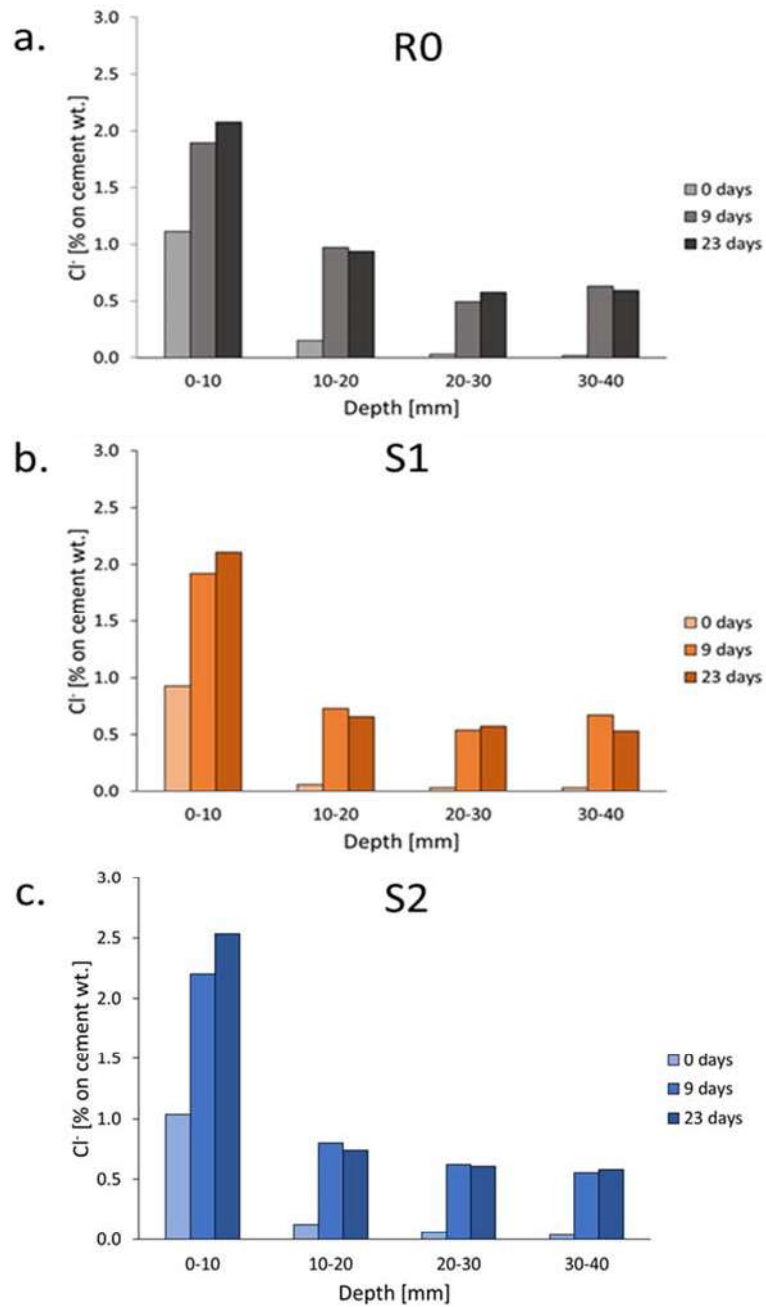 a.
R0
3.0
2.5
2.0
1.5
1.0
0.5
0.0
Cl⁻ [% on cement wt.]
0-10 10-20 20-30 30-40
Depth [mm]
0 days
9 days
23 days
b.
S1
3.0
2.5
2.0
1.5
1.0
0.5
0.0
Cl⁻ [% on cement wt.]
0-10 10-20 20-30 30-40
Depth [mm]
0 days
9 days
23 days
c.
S2
3.0
2.5
2.0
1.5
1.0
0.5
0.0
Cl⁻ [% on cement wt.]
0-10 10-20 20-30 30-40
Depth [mm]
0 days
9 days
23 days